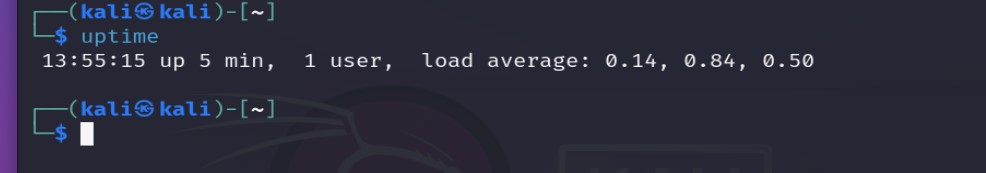 ┌──(kali㉿kali)-[~]
└─$ uptime
 13:55:15 up 5 min,  1 user,  load average: 0.14, 0.84, 0.50
┌──(kali㉿kali)-[~]
└─$